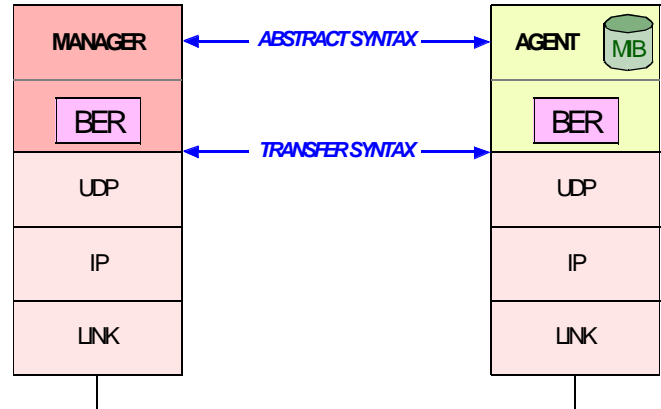 MANAGER
ABSTRACT SYNTAX
AGENT
MIB
BER
BER
TRANSFER SYNTAX
UDP
UDP
IP
IP
LINK
LINK